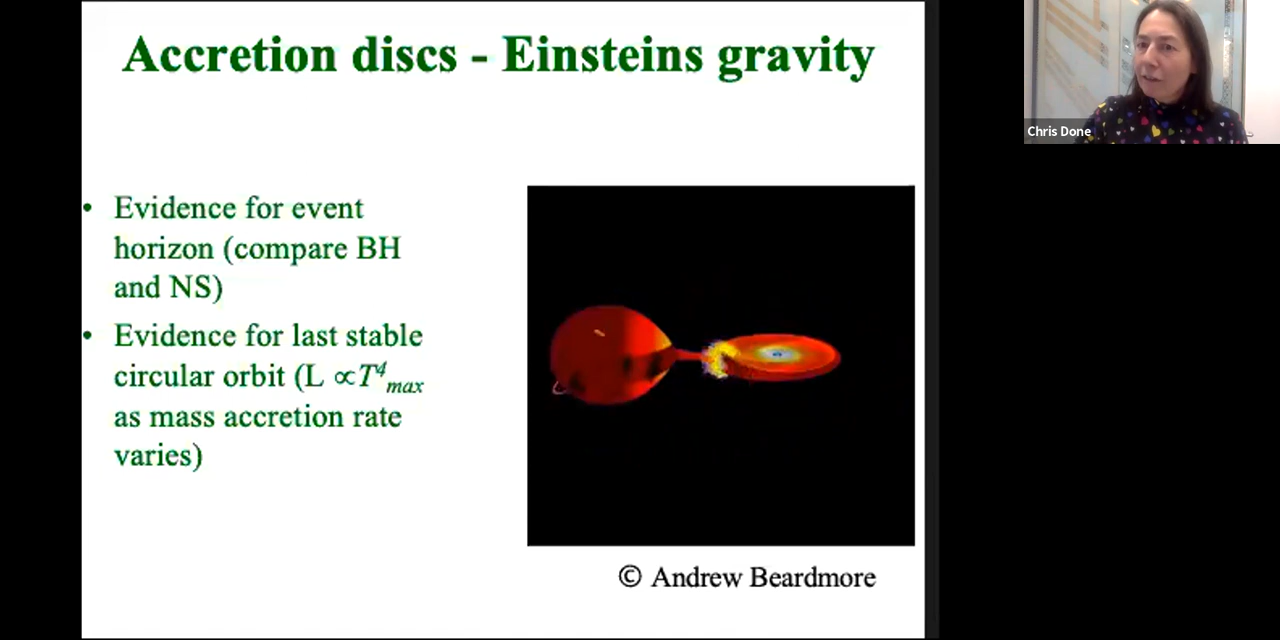 Accretion discs - Einsteins gravity
Chris Done
• Evidence for event
horizon (compare BH
and NS)
• Evidence for last stable
circular orbit (L ∝T⁴max
as mass accretion rate
varies)
© Andrew Beardmore